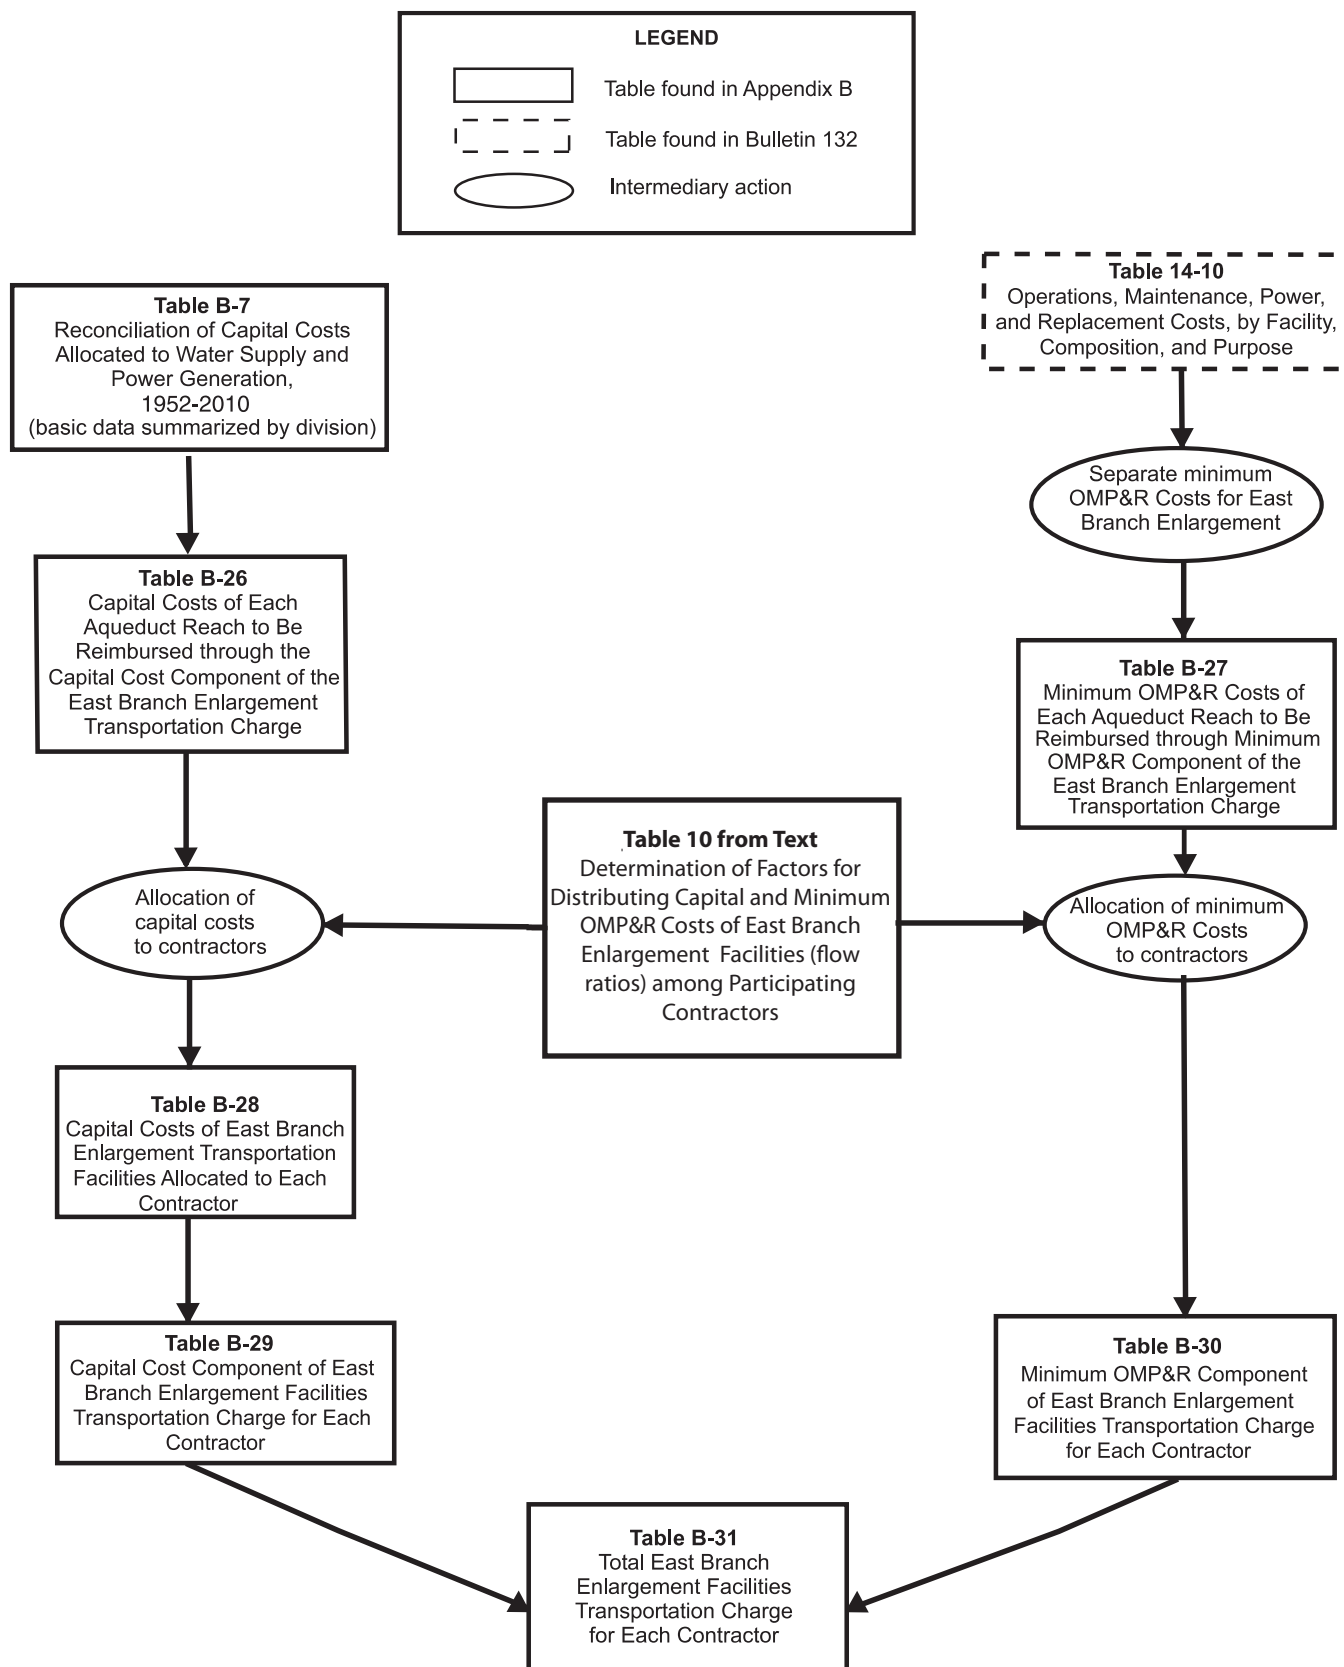 LEGEND
Table found in Appendix B
Table found in Bulletin 132
Intermediary action
Table B-7
Reconciliation of Capital Costs
Allocated to Water Supply and
Power Generation,
1952-2010
(basic data summarized by division)
Table 14-10
Operations, Maintenance, Power,
and Replacement Costs, by Facility,
Composition, and Purpose
Separate minimum
OMP&R Costs for East
Branch Enlargement
Table B-26
Capital Costs of Each
Aqueduct Reach to Be
Reimbursed through the
Capital Cost Component of the
East Branch Enlargement
Transportation Charge
Table B-27
Minimum OMP&R Costs of
Each Aqueduct Reach to Be
Reimbursed through Minimum
OMP&R Component of the
East Branch Enlargement
Transportation Charge
Allocation of
capital costs
to contractors
Table 10 from Text
Determination of Factors for
Distributing Capital and Minimum
OMP&R Costs of East Branch
Enlargement Facilities (flow
ratios) among Participating
Contractors
Allocation of minimum
OMP&R Costs
to contractors
Table B-28
Capital Costs of East Branch
Enlargement Transportation
Facilities Allocated to Each
Contractor
Table B-29
Capital Cost Component of East
Branch Enlargement Facilities
Transportation Charge for Each
Contractor
Table B-30
Minimum OMP&R Component
of East Branch Enlargement
Facilities Transportation Charge
for Each Contractor
Table B-31
Total East Branch
Enlargement Facilities
Transportation Charge
for Each Contractor